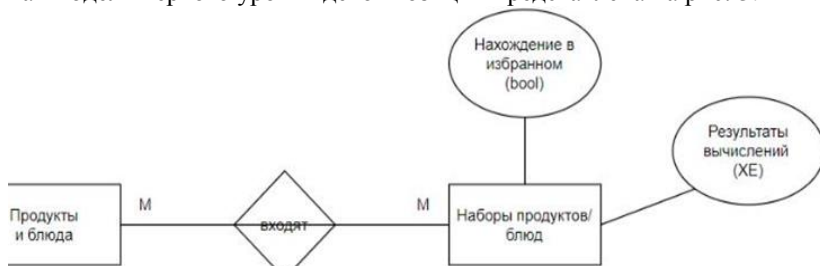 Нахождение в
избранном
(bool)
Результаты
вычислений
(ХЕ)
Продукты
и блюда
М
входят
М
Наборы продуктов/
блюд